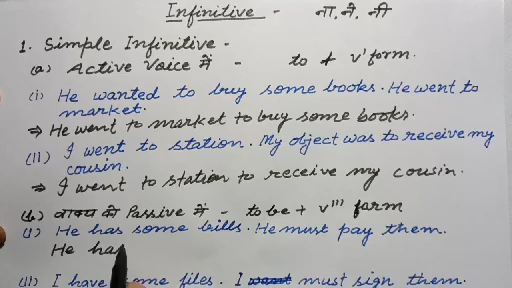 Infinitive - ना. ने. नी
1. Simple Infinitive -
(a) Active Voice में - to + v' form.
(i) He wanted to buy some books. He went to
market.
⇒ He went to market to buy some books.
(II) I went to station. My object was to receive my
cousin.
⇒ I went to station to receive my cousin.
(b) वाक्य को Passive में - to be + v''' form
(i) He has some bills. He must pay them.
He ha
(II) I have some files. I want must sign them.